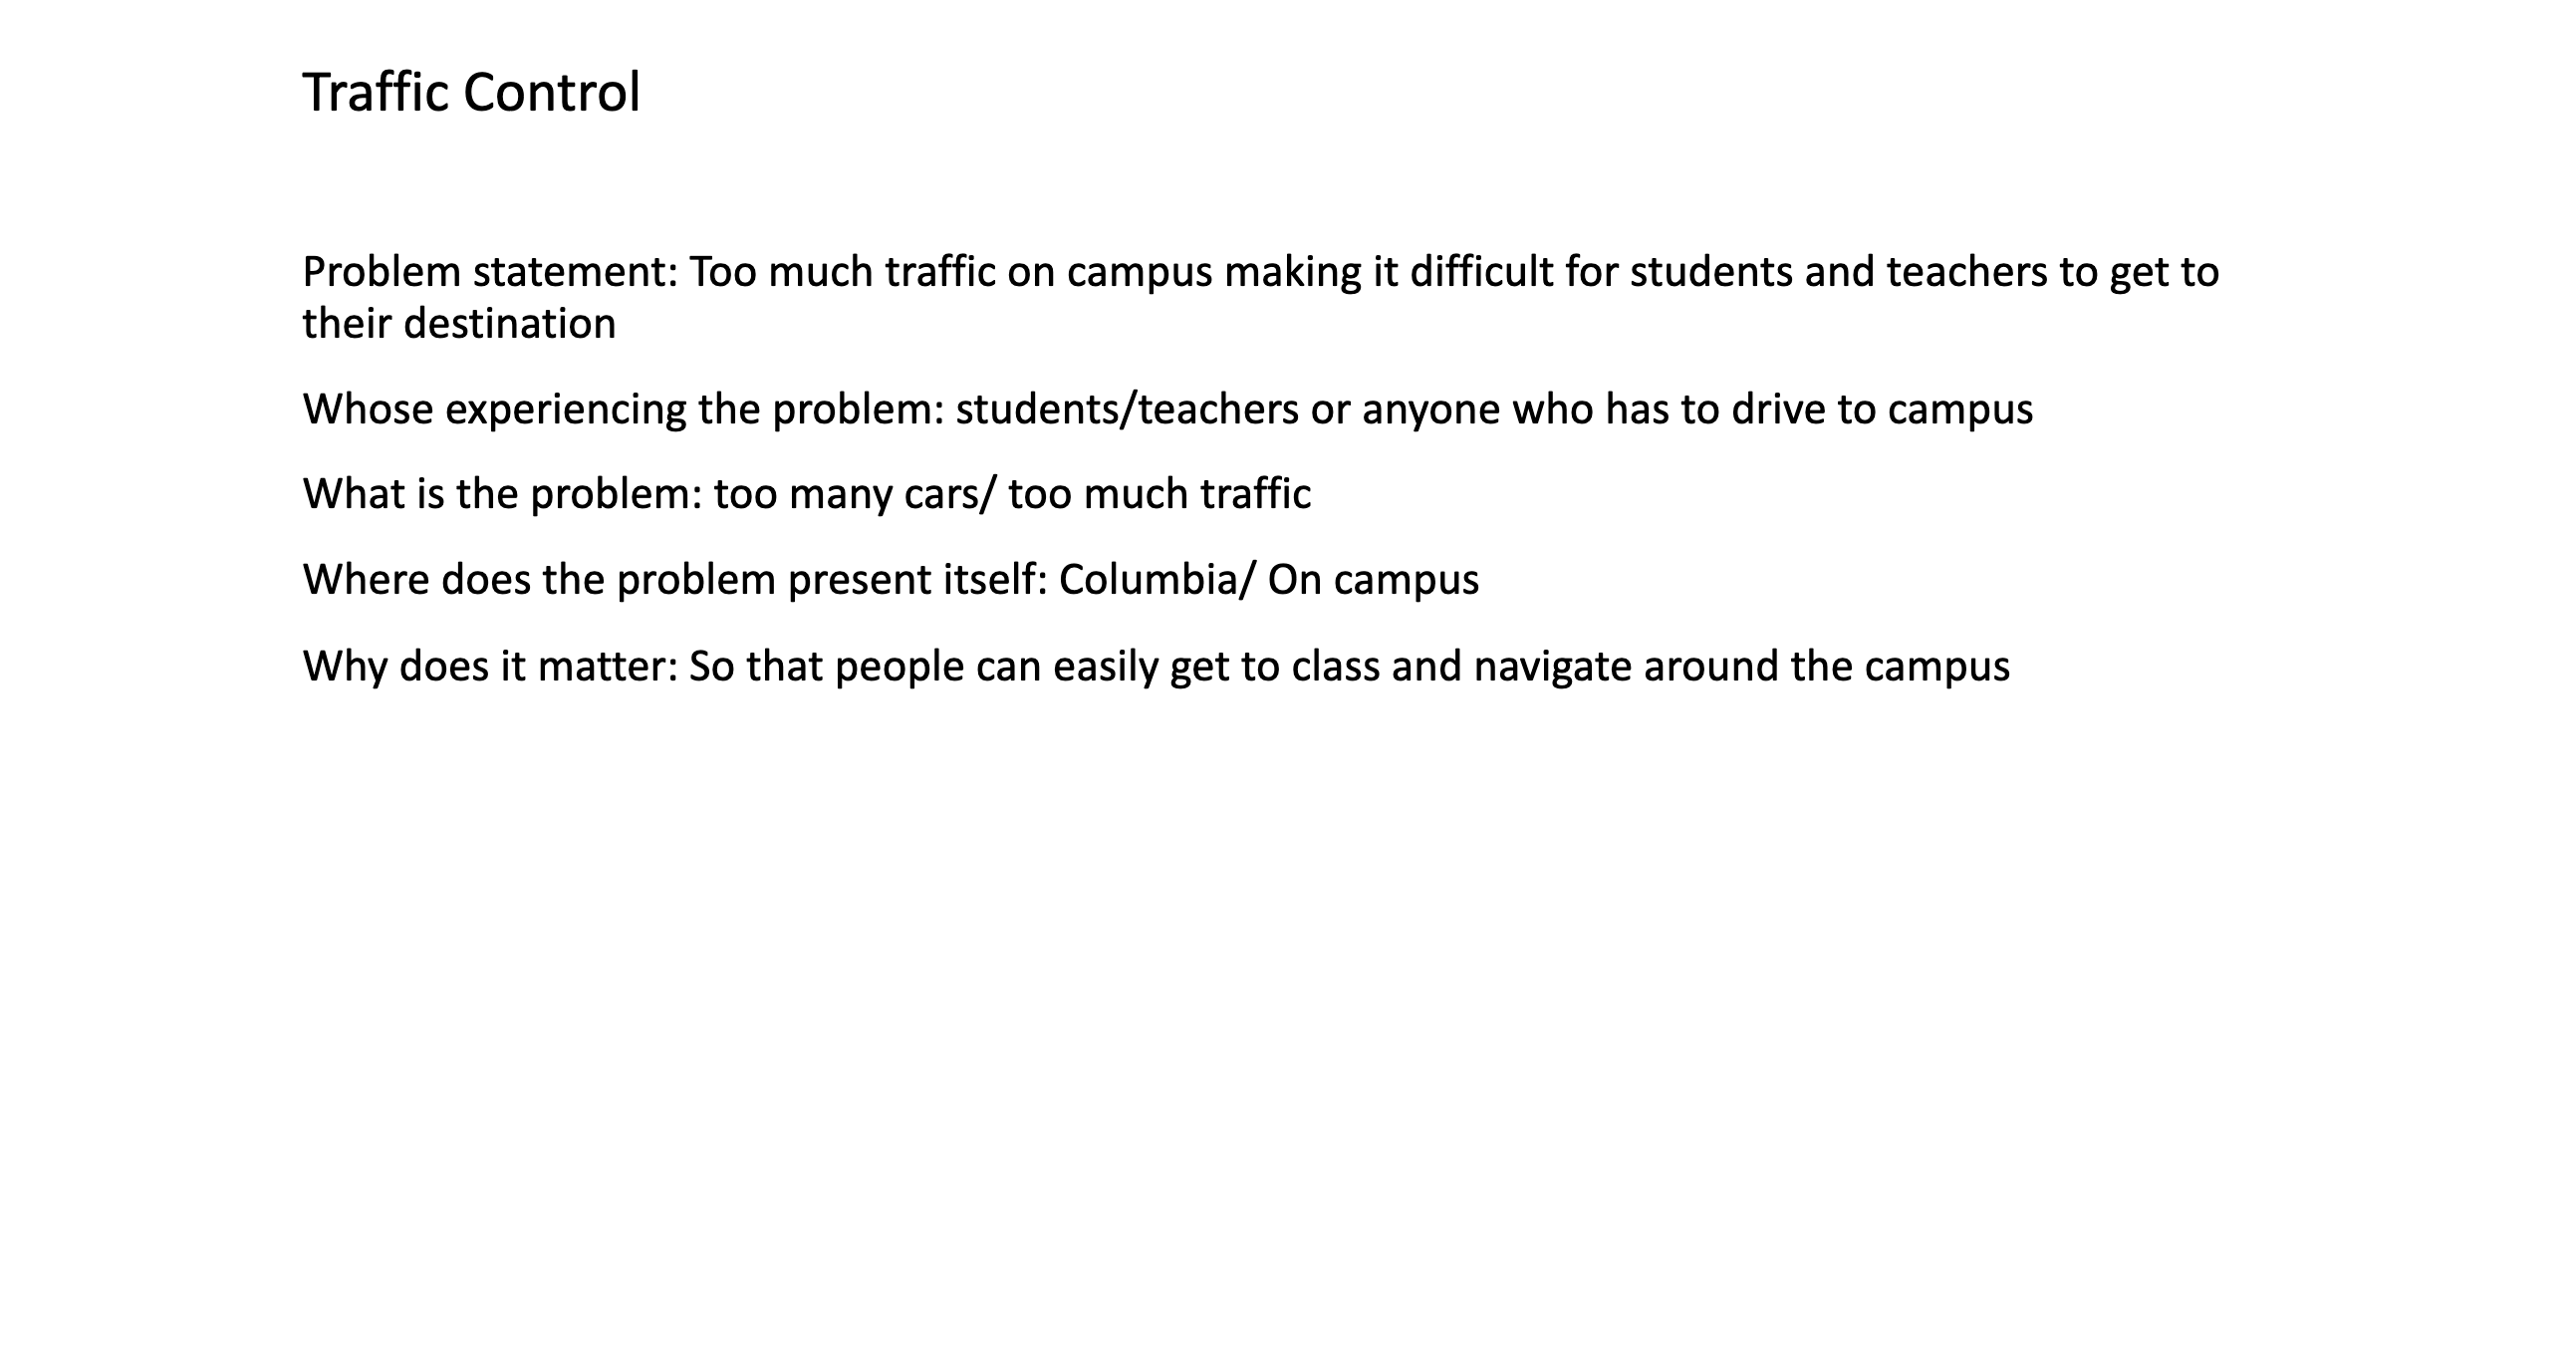 Traffic Control
Problem statement: Too much traffic on campus making it difficult for students and teachers to get to
their destination
Whose experiencing the problem: students/teachers or anyone who has to drive to campus
What is the problem: too many cars/ too much traffic
Where does the problem present itself: Columbia/ On campus
Why does it matter: So that people can easily get to class and navigate around the campus